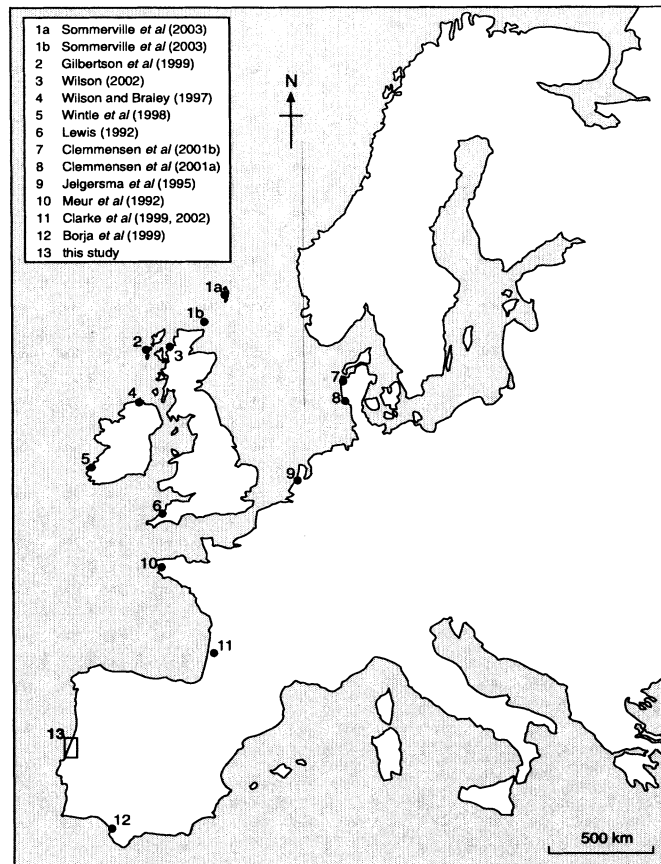 1a Sommerville et al (2003)
1b Sommerville et al (2003)
2 Gilbertson et al (1999)
3 Wilson (2002)
4 Wilson and Braley (1997)
5 Wintle et al (1998)
6 Lewis (1992)
7 Clemmensen et al (2001b)
8 Clemmensen et al (2001a)
9 Jelgersma et al (1995)
10 Meur et al (1992)
11 Clarke et al (1999, 2002)
12 Borja et al (1999)
13 this study
N
1a
1b
2
3
4
7
8
5
9
6
10
11
13
12
500 km